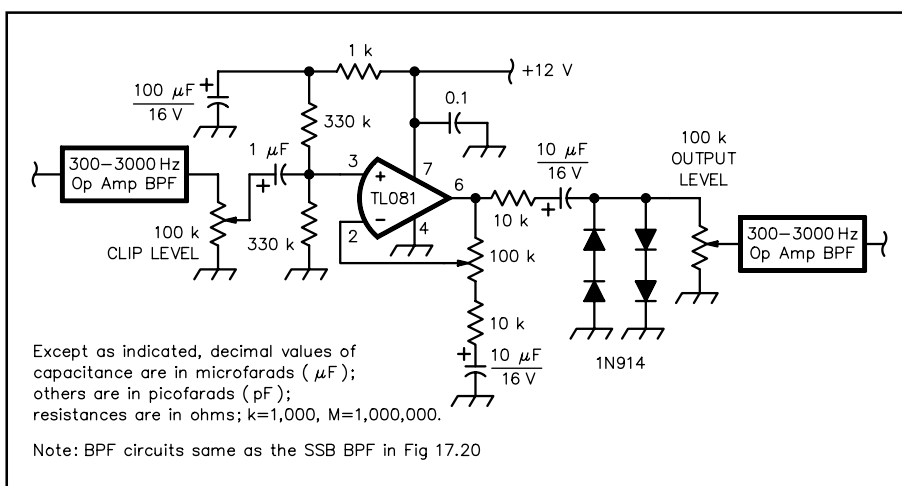 1 k
+12 V
100 µF
16 V
330 k
0.1
1 µF
300–3000 Hz
Op Amp BPF
3
+
7
TL081
6
–
2
4
10 µF
16 V
10 k
100 k
OUTPUT
LEVEL
100 k
CLIP LEVEL
330 k
100 k
300–3000 Hz
Op Amp BPF
10 k
10 µF
16 V
1N914
Except as indicated, decimal values of
capacitance are in microfarads ( µF);
others are in picofarads ( pF);
resistances are in ohms; k=1,000, M=1,000,000.
Note: BPF circuits same as the SSB BPF in Fig 17.20